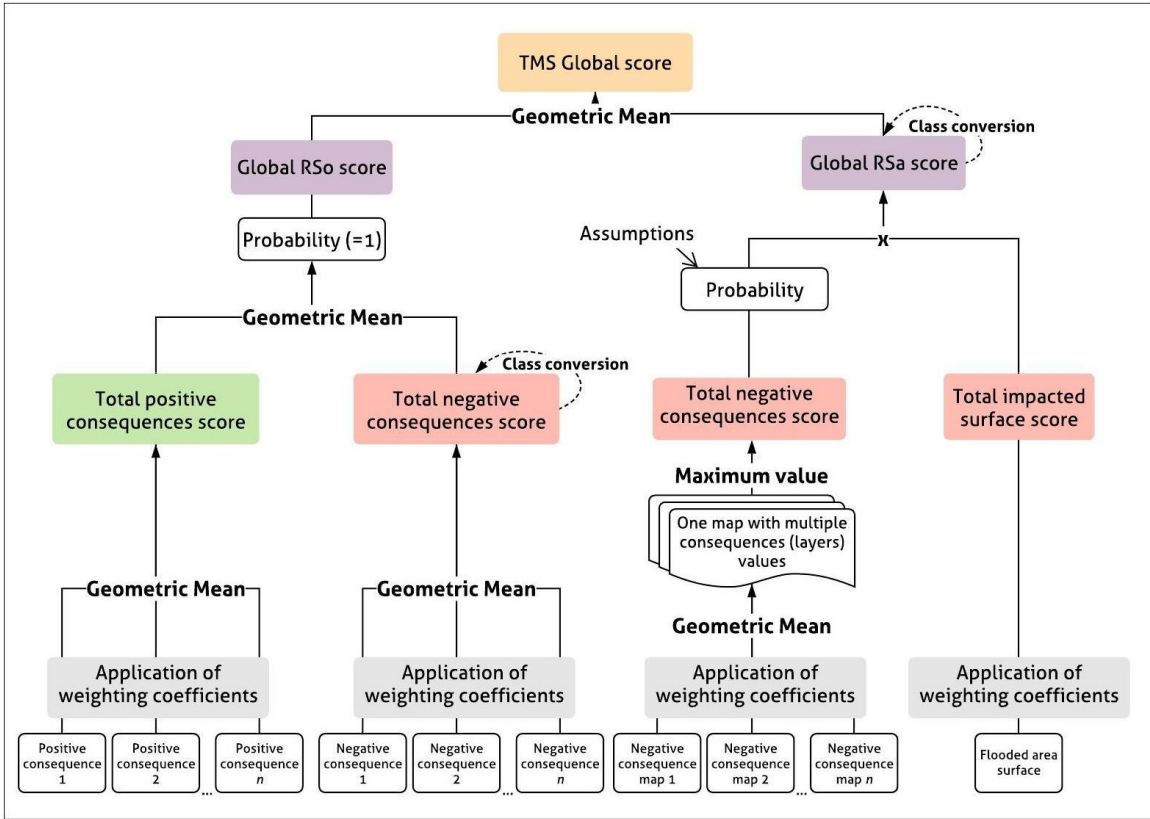 TMS Global score
Geometric Mean
Class conversion
Global RSo score
Global RSa score
Probability (=1)
Assumptions
x
Probability
Geometric Mean
Class conversion
Total positive
consequences score
Total negative
consequences score
Total negative
consequences score
Total impacted
surface score
Maximum value
One map with multiple
consequences (layers)
values
Geometric Mean
Geometric Mean
Geometric Mean
Application of
weighting coefficients
Application of
weighting coefficients
Application of
weighting coefficients
Application of
weighting coefficients
Positive
consequence
1
Positive
consequence
2
...
Positive
consequence
n
Negative
consequence
1
Negative
consequence
2
...
Negative
consequence
n
Negative
consequence
map 1
Negative
consequence
map 2
...
Negative
consequence
map n
Flooded area
surface